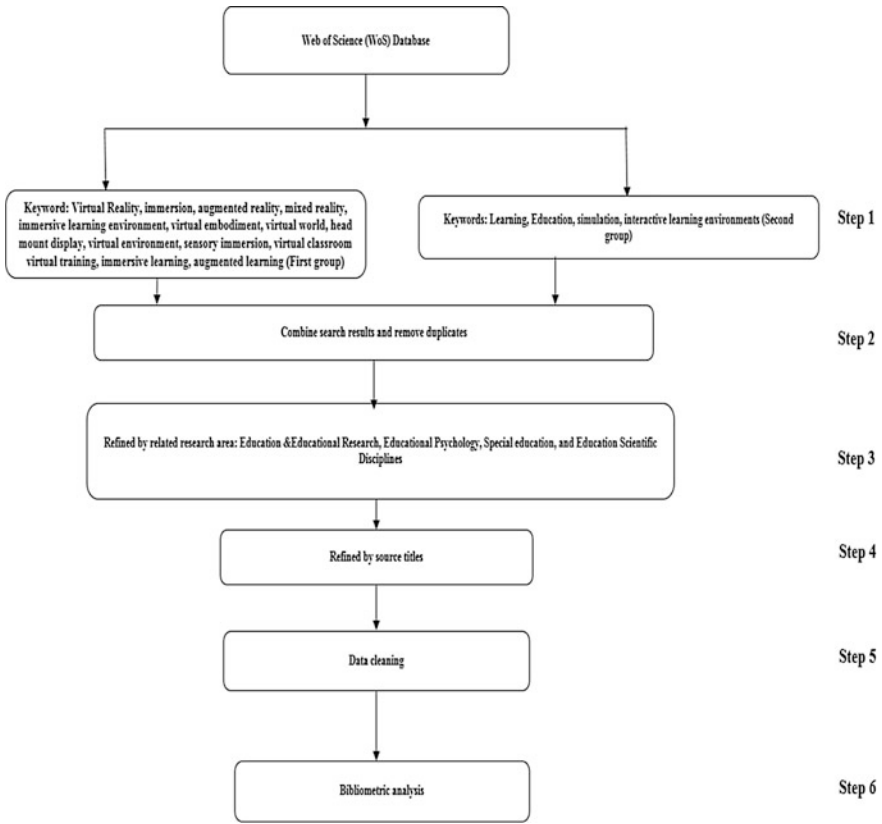 Web of Science (WoS) Database
Keyword: Virtual Reality, immersion, augmented reality, mixed reality,
immersive learning environment, virtual embodiment, virtual world, head
mount display, virtual environment, sensory immersion, virtual classroom
virtual training, immersive learning, augmented learning (First group)
Keywords: Learning, Education, simulation, interactive learning environments (Second
group)
Step 1
Combine search results and remove duplicates
Step 2
Refined by related research area: Education &Educational Research, Educational Psychology, Special education, and Education Scientific
Disciplines
Step 3
Refined by source titles
Step 4
Data cleaning
Step 5
Bibliometric analysis
Step 6